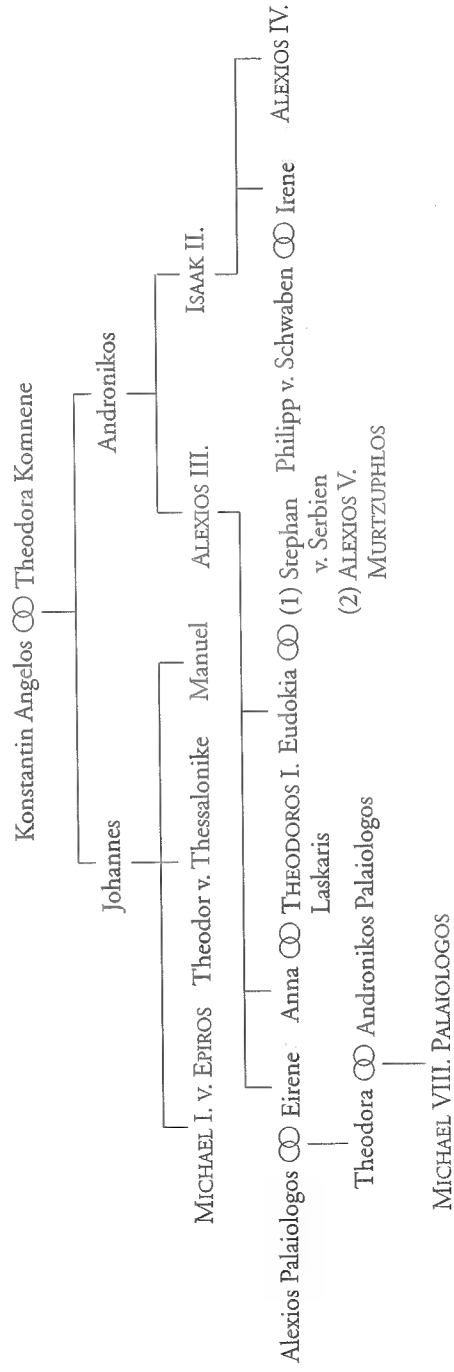 Konstantin Angelos ⚭ Theodora Komnene
Johannes
Andronikos
MICHAEL I. V. EPIROS
Theodor v. Thessalonike
Manuel
ALEXIOS III.
ISAAK II.
Alexios Palaiologos ⚭ Eirene
Anna ⚭ THEODOROS I.
Laskaris
Eudokia ⚭ (1) Stephan
v. Serbien
(2) ALEXIOS V.
MURTZUPHLOS
Philipp v. Schwaben ⚭ Irene
ALEXIOS IV.
Theodora ⚭ Andronikos Palaiologos
MICHAEL VIII. PALAIOLOGOS